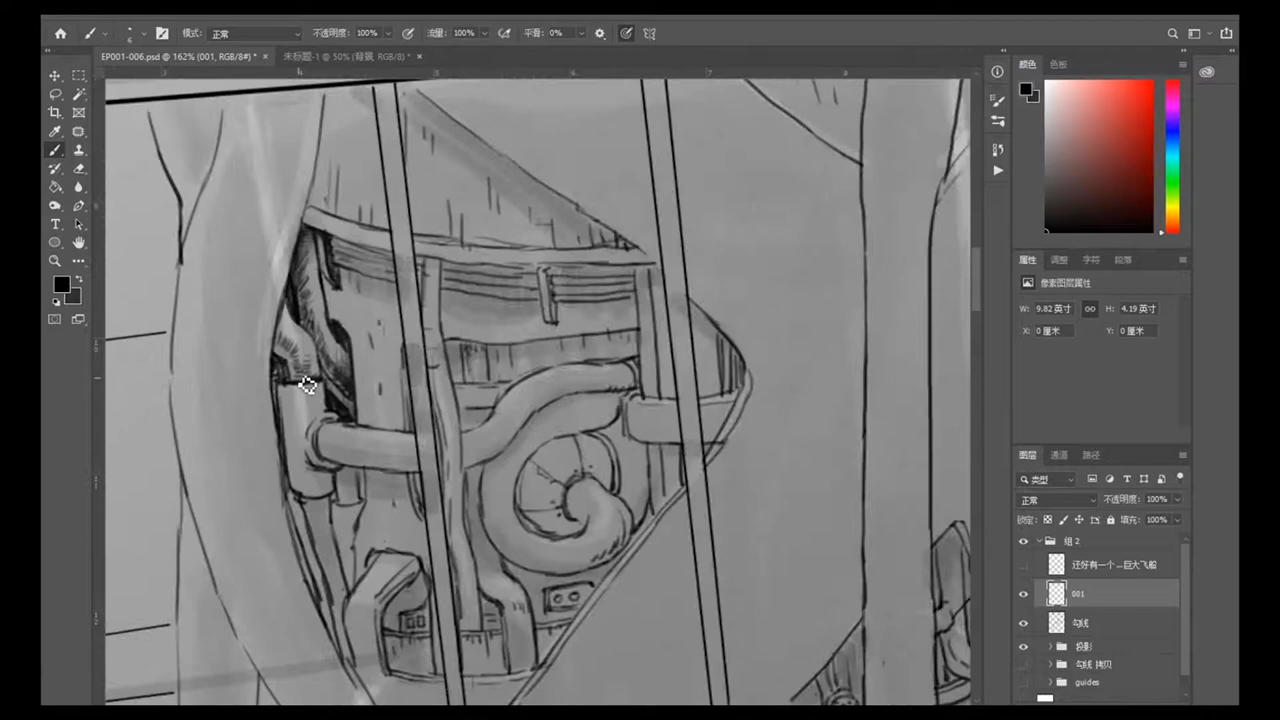 6 模式: 正常 不透明度: 100% 流量: 100% 平滑: 0%
EP001-006.psd @ 162% (001, RGB/8#) * × 未标题-1 @ 50% (背景, RGB/8) * ×
颜色 色板
属性 调整 字符 段落
像素图层属性
W: 9.82 英寸 H: 4.19 英寸
X: 0 厘米 Y: 0 厘米
图层 通道 路径
类型
正常 不透明度: 100%
锁定: 填充: 100%
组 2
还好有一个 ...巨大飞船
001
勾线
投影
勾线 拷贝
guides